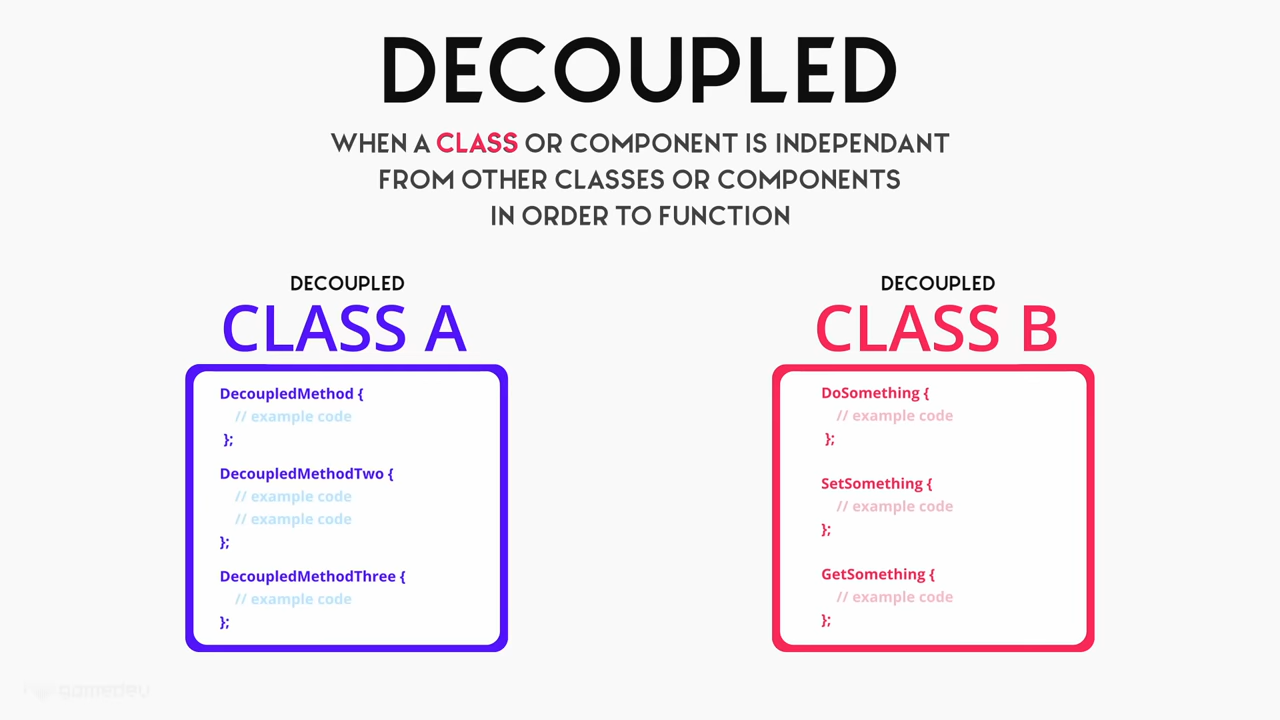 DECOUPLED
WHEN A CLASS OR COMPONENT IS INDEPENDANT
FROM OTHER CLASSES OR COMPONENTS
IN ORDER TO FUNCTION
DECOUPLED
CLASS A
DecoupledMethod {
// example code
};
DecoupledMethodTwo {
// example code
// example code
};
DecoupledMethodThree {
// example code
};
DECOUPLED
CLASS B
DoSomething {
// example code
};
SetSomething {
// example code
};
GetSomething {
// example code
};
gamedev